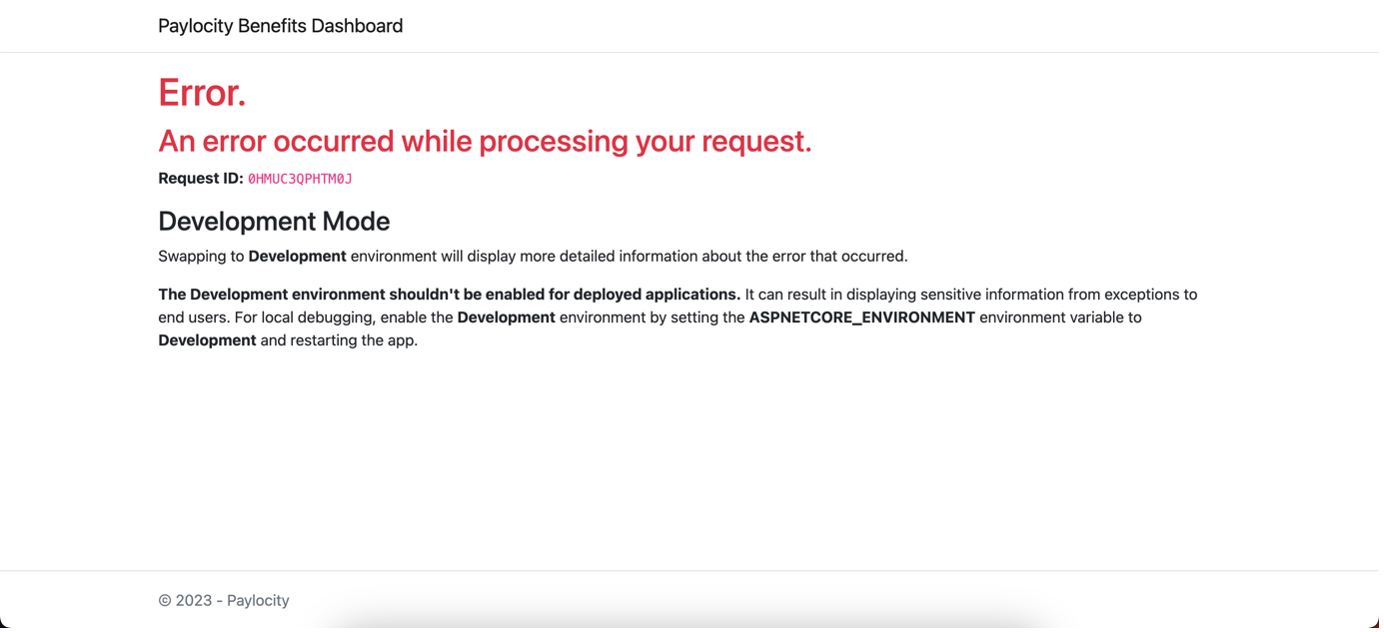 Paylocity Benefits Dashboard
Error.
An error occurred while processing your request.
Request ID: 0HMUC3QPHTM0J
Development Mode
Swapping to Development environment will display more detailed information about the error that occurred.
The Development environment shouldn't be enabled for deployed applications. It can result in displaying sensitive information from exceptions to
end users. For local debugging, enable the Development environment by setting the ASPNETCORE_ENVIRONMENT environment variable to
Development and restarting the app.
© 2023 - Paylocity